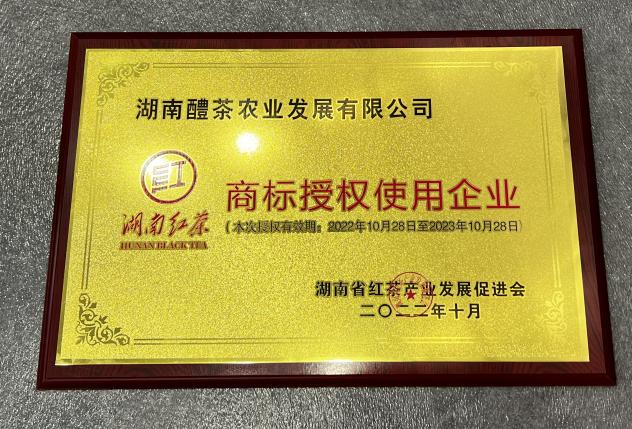 湖南醴茶农业发展有限公司
红
湖南红茶
HUNAN BLACK TEA
商标授权使用企业
(本次授权有效期：2022年10月28日至2023年10月28日)
湖南省红茶产业发展促进会
二〇二二年十月